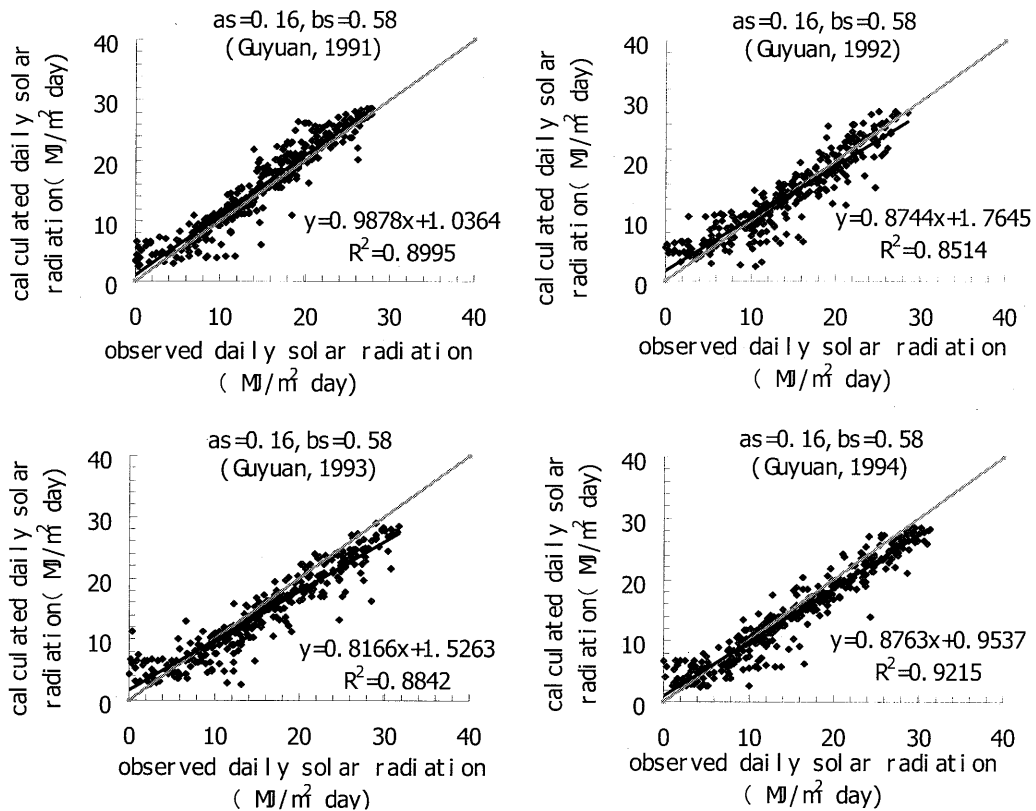 as=0.16, bs=0.58
(Guyuan, 1991)
calculated daily solar
radiation( MJ/m² day)
40
30
20
10
0
y=0.9878x+1.0364
R²=0.8995
0 10 20 30 40
observed daily solar radiation
( MJ/m² day)
as=0.16, bs=0.58
(Guyuan, 1992)
calculated daily solar
radiation( MJ/m² day)
40
30
20
10
0
y=0.8744x+1.7645
R²=0.8514
0 10 20 30 40
observed daily solar radiation
( MJ/m² day)
as=0.16, bs=0.58
(Guyuan, 1993)
calculated daily solar
radiation( MJ/m² day)
40
30
20
10
0
y=0.8166x+1.5263
R²=0.8842
0 10 20 30 40
observed daily solar radiation
( MJ/m² day)
as=0.16, bs=0.58
(Guyuan, 1994)
calculated daily solar
radiation( MJ/m² day)
40
30
20
10
0
y=0.8763x+0.9537
R²=0.9215
0 10 20 30 40
observed daily solar radiation
( MJ/m² day)